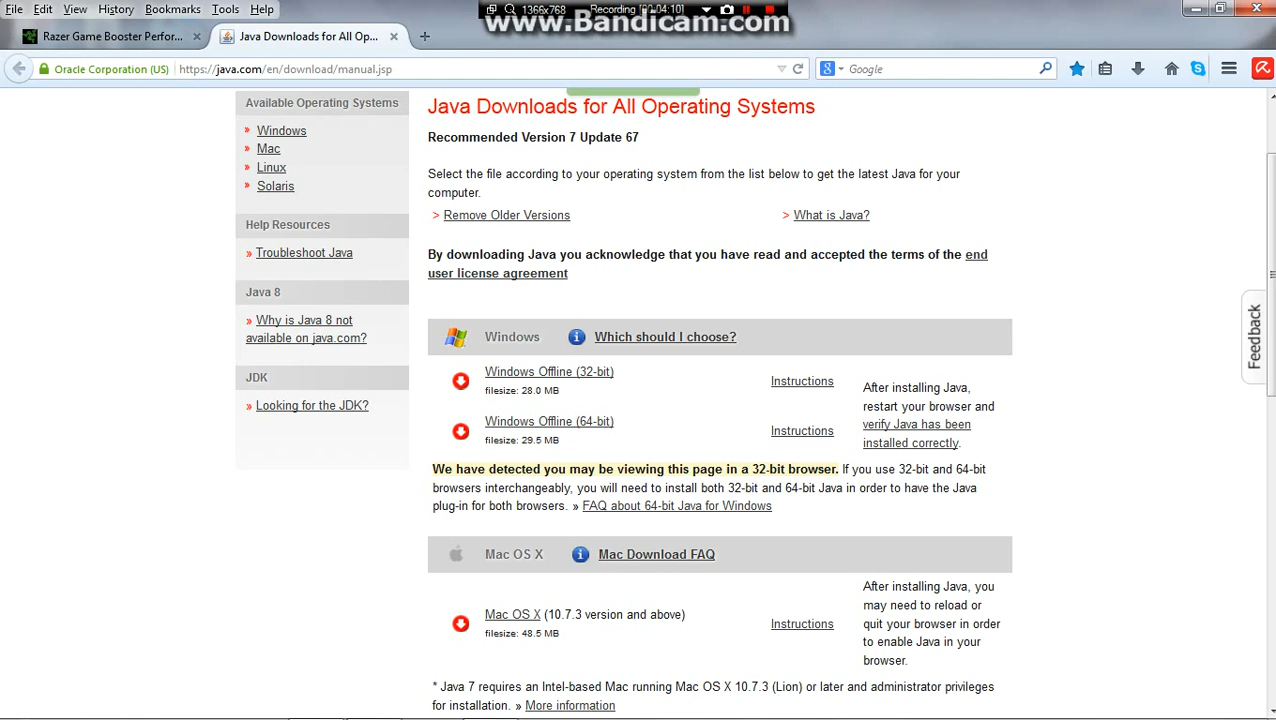 File Edit View History Bookmarks Tools Help
1366x768 Recording [00:04:10]
www.Bandicam.com
Razer Game Booster Perfor... ×
Java Downloads for All Op... × +
Oracle Corporation (US) https://java.com/en/download/manual.jsp
Google
Available Operating Systems
Windows
Mac
Linux
Solaris
Help Resources
Troubleshoot Java
Java 8
Why is Java 8 not
available on java.com?
JDK
Looking for the JDK?
Java Downloads for All Operating Systems
Recommended Version 7 Update 67
Select the file according to your operating system from the list below to get the latest Java for your
computer.
> Remove Older Versions > What is Java?
By downloading Java you acknowledge that you have read and accepted the terms of the end
user license agreement
Windows Which should I choose?
Windows Offline (32-bit)
filesize: 28.0 MB
Instructions
Windows Offline (64-bit)
filesize: 29.5 MB
Instructions
After installing Java,
restart your browser and
verify Java has been
installed correctly.
We have detected you may be viewing this page in a 32-bit browser. If you use 32-bit and 64-bit
browsers interchangeably, you will need to install both 32-bit and 64-bit Java in order to have the Java
plug-in for both browsers. » FAQ about 64-bit Java for Windows
Mac OS X Mac Download FAQ
Mac OS X (10.7.3 version and above)
filesize: 48.5 MB
Instructions
After installing Java, you
may need to reload or
quit your browser in order
to enable Java in your
browser.
* Java 7 requires an Intel-based Mac running Mac OS X 10.7.3 (Lion) or later and administrator privileges
for installation. » More information
Feedback